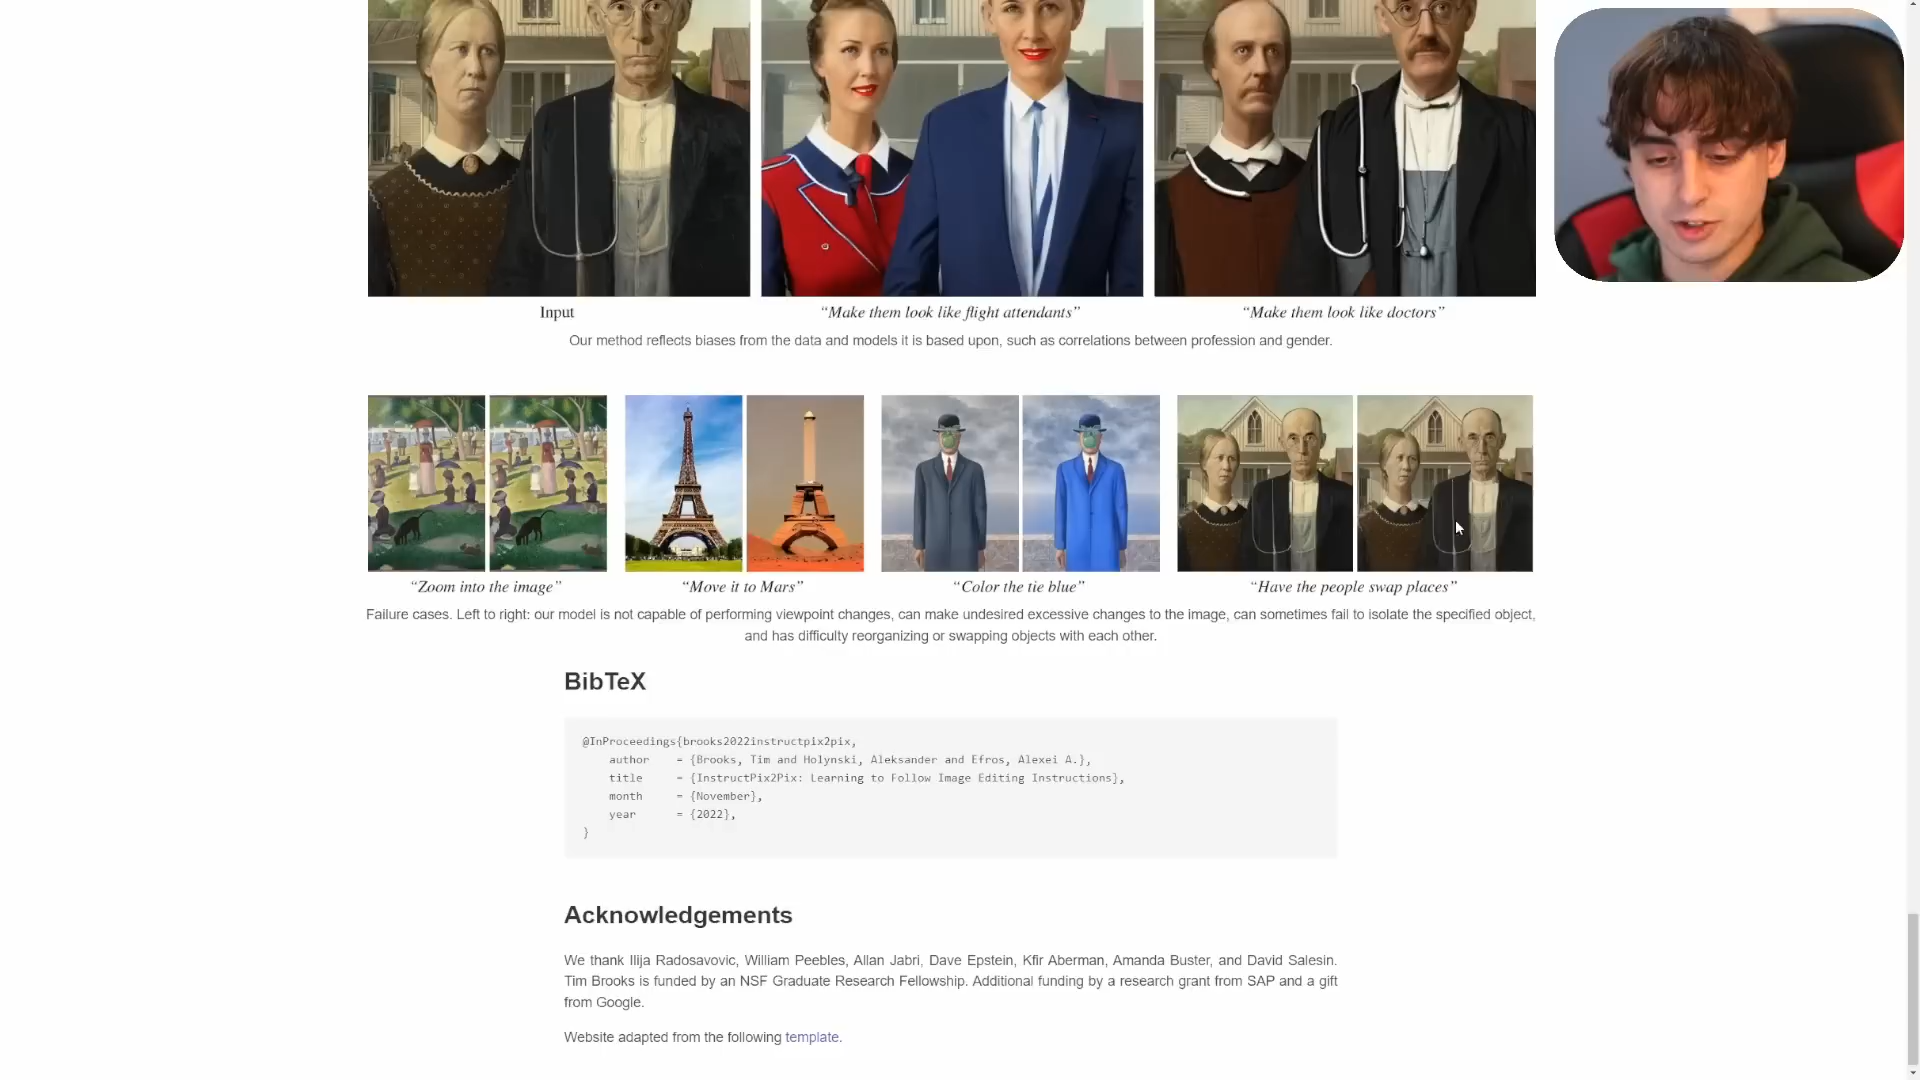 Input
“Make them look like flight attendants”
“Make them look like doctors”
Our method reflects biases from the data and models it is based upon, such as correlations between profession and gender.
“Zoom into the image”
“Move it to Mars”
“Color the tie blue”
“Have the people swap places”
Failure cases. Left to right: our model is not capable of performing viewpoint changes, can make undesired excessive changes to the image, can sometimes fail to isolate the specified object,
and has difficulty reorganizing or swapping objects with each other.
BibTeX
@InProceedings{brooks2022instructpix2pix,
author = {Brooks, Tim and Holynski, Aleksander and Efros, Alexei A.},
title = {InstructPix2Pix: Learning to Follow Image Editing Instructions},
month = {November},
year = {2022},
}
Acknowledgements
We thank Ilija Radosavovic, William Peebles, Allan Jabri, Dave Epstein, Kfir Aberman, Amanda Buster, and David Salesin.
Tim Brooks is funded by an NSF Graduate Research Fellowship. Additional funding by a research grant from SAP and a gift
from Google.
Website adapted from the following template.